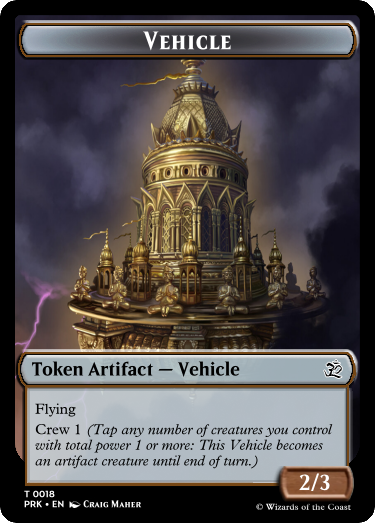 VEHICLE
Token Artifact — Vehicle
Flying
Crew 1 (Tap any number of creatures you control
with total power 1 or more: This Vehicle becomes
an artifact creature until end of turn.)
2/3
T 0018
PRK • EN Craig Maher
© Wizards of the Coast